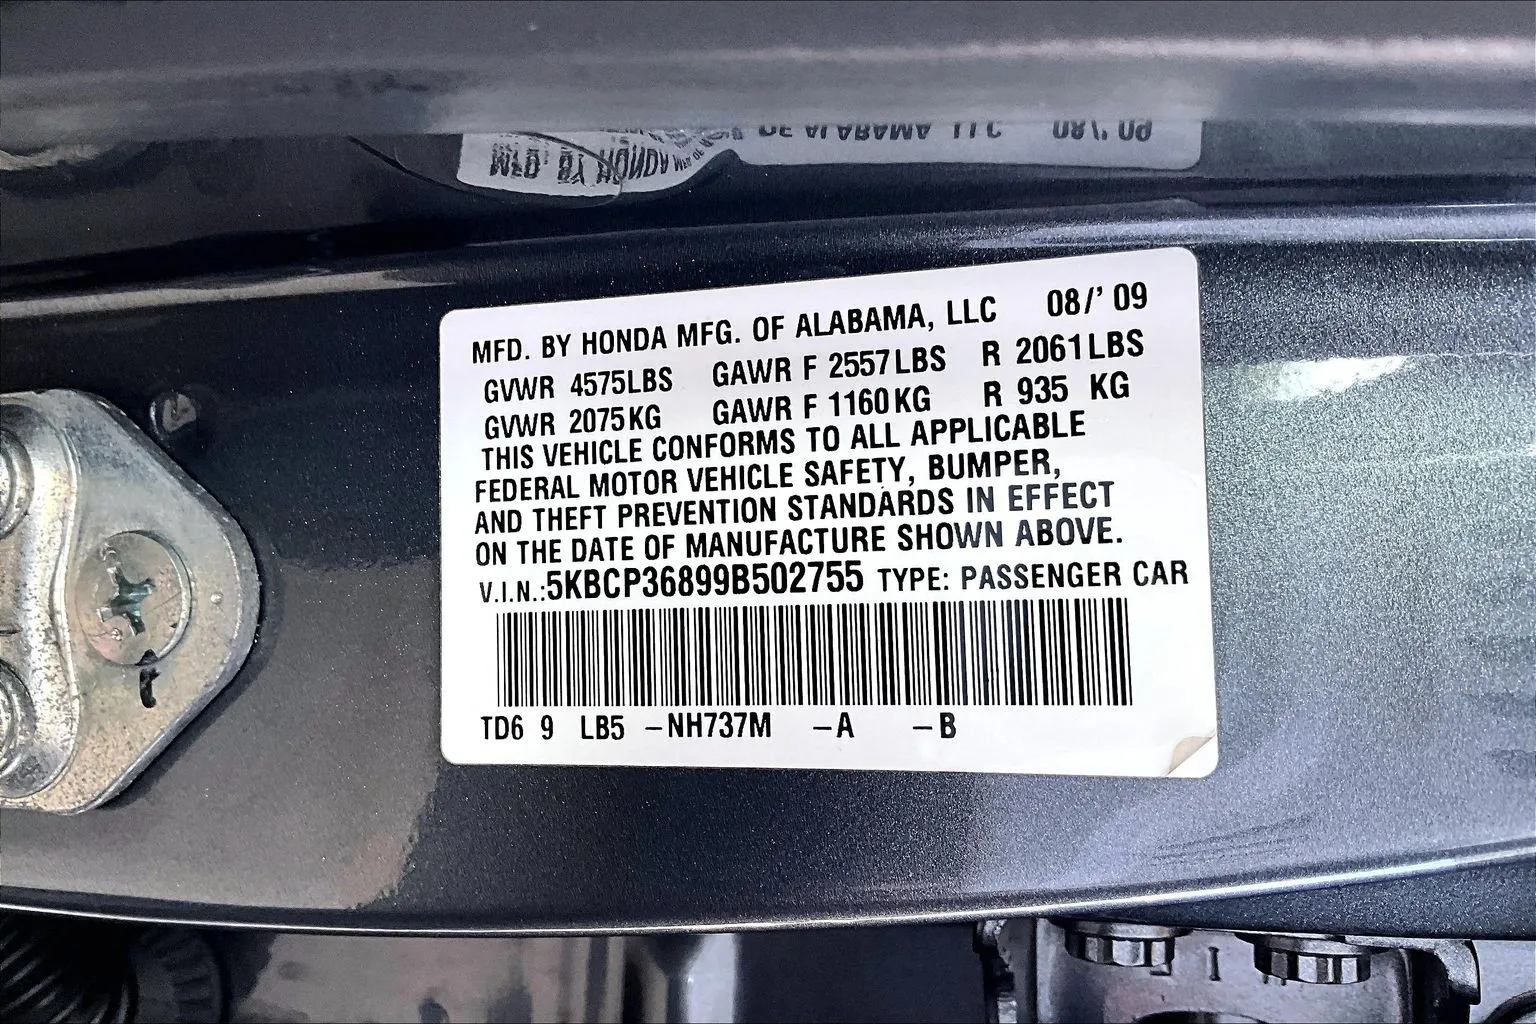 MFD. BY HONDA MFG. OF ALABAMA, LLC 08/' 09
GVWR 4575LBS GAWR F 2557LBS R 2061LBS
GVWR 2075KG GAWR F 1160KG R 935 KG
THIS VEHICLE CONFORMS TO ALL APPLICABLE
FEDERAL MOTOR VEHICLE SAFETY, BUMPER,
AND THEFT PREVENTION STANDARDS IN EFFECT
ON THE DATE OF MANUFACTURE SHOWN ABOVE.
V.I.N.:5KBCP36899B502755 TYPE: PASSENGER CAR
TD6 9 LB5 -NH737M -A -B